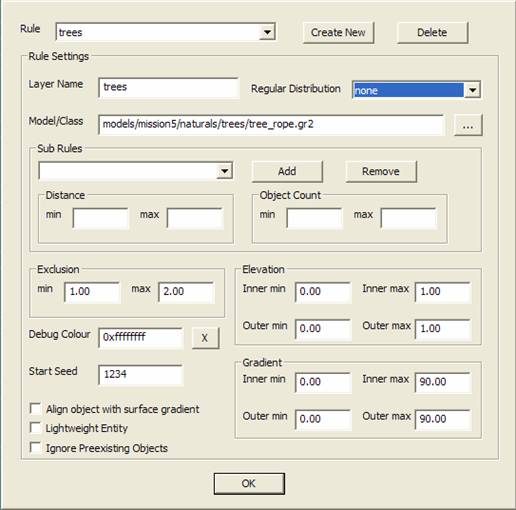 Rule trees Create New Delete
Rule Settings
Layer Name trees Regular Distribution none
Model/Class models/mission5/naturals/trees/tree_rope.gr2 ...
Sub Rules
Add Remove
Distance Object Count
min max min max
Exclusion Elevation
min 1.00 max 2.00 Inner min 0.00 Inner max 1.00
Debug Colour 0xffffffff X Outer min 0.00 Outer max 1.00
Start Seed 1234 Gradient
Inner min 0.00 Inner max 90.00
Align object with surface gradient Outer min 0.00 Outer max 90.00
Lightweight Entity
Ignore Preexisting Objects
OK